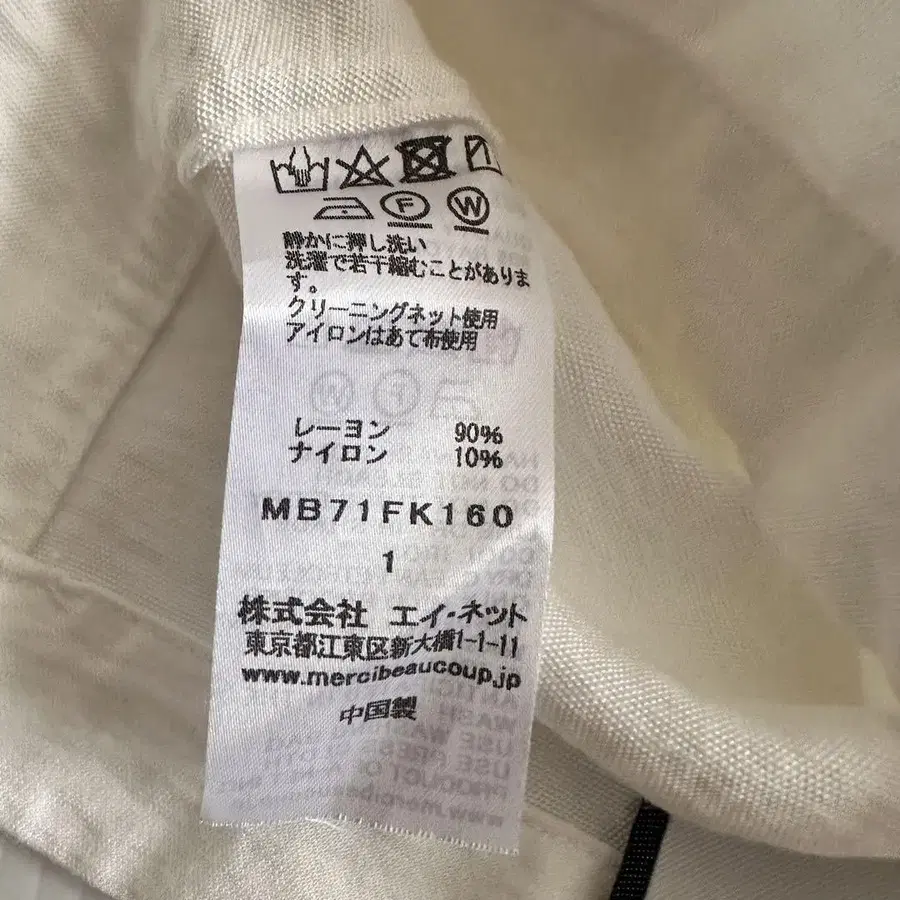 F W
静かに押し洗い
洗濯で若干縮むことがありま
す。
クリーニングネット使用
アイロンはあて布使用
レーヨン 90%
ナイロン 10%
MB71FK160
1
株式会社 エイ・ネット
東京都江東区新大橋1-1-11
www.mercibeaucoup.jp
中国製